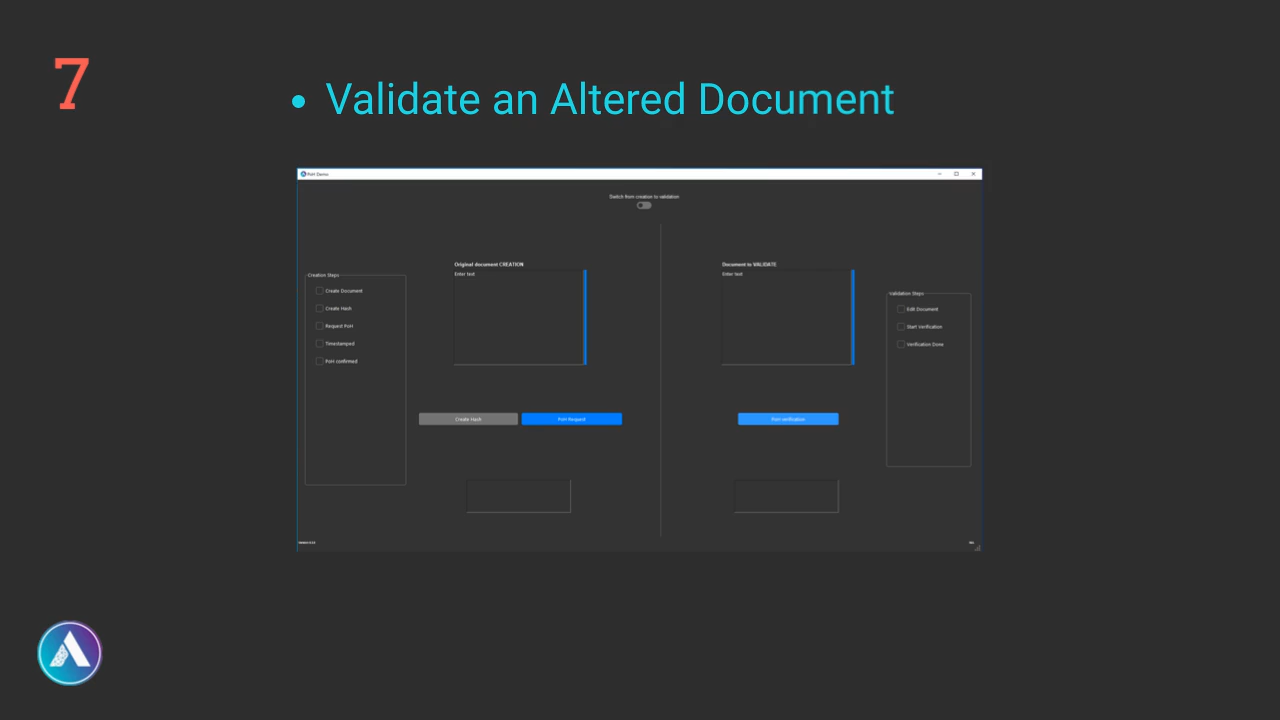 7
• Validate an Altered Document
PoH Demo
Switch from creation to validation
Original document CREATION
Enter text
Document to VALIDATE
Enter text
Creation Steps
Create Document
Create Hash
Request PoH
Timestamped
PoH confirmed
Validation Steps
Edit Document
Start Verification
Verification Done
Create Hash
PoH Request
PoH verification